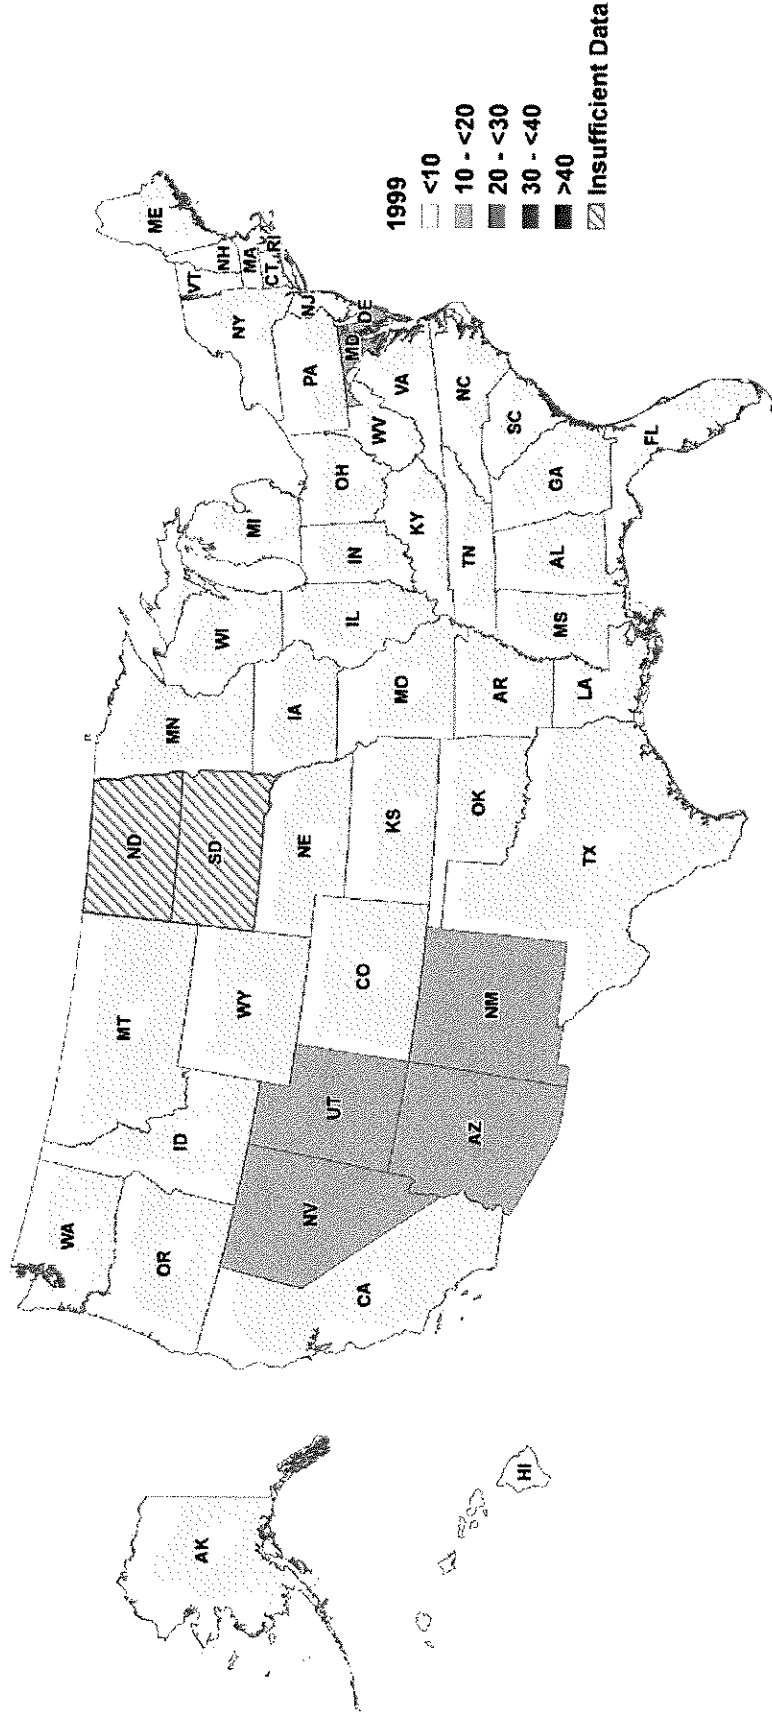 WA
OR
CA
NV
ID
MT
WY
UT
AZ
CO
NM
ND
SD
NE
KS
OK
TX
MN
IA
MO
AR
LA
WI
IL
MS
MI
IN
KY
TN
AL
OH
WV
GA
FL
SC
NC
VA
PA
MD
DE
NJ
NY
VT
NH
MA
CT
RI
ME
AK
HI
1999
<10
10 - <20
20 - <30
30 - <40
>40
Insufficient Data